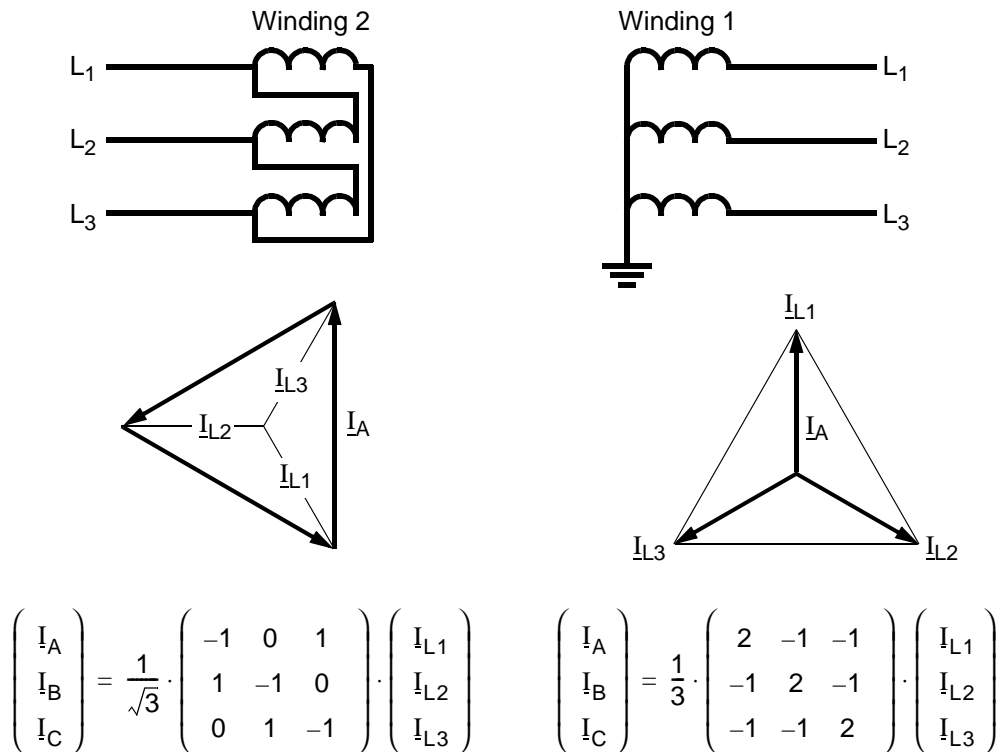 Winding 2
Winding 1
L1
L2
L3
L1
L2
L3
IL3
IL2
IA
IL1
IL1
IA
IL3
IL2
( IA IB IC ) = 1/√3 · ( −1 0 1 1 −1 0 0 1 −1 ) · ( IL1 IL2 IL3 )
( IA IB IC ) = 1/3 · ( 2 −1 −1 −1 2 −1 −1 −1 2 ) · ( IL1 IL2 IL3 )